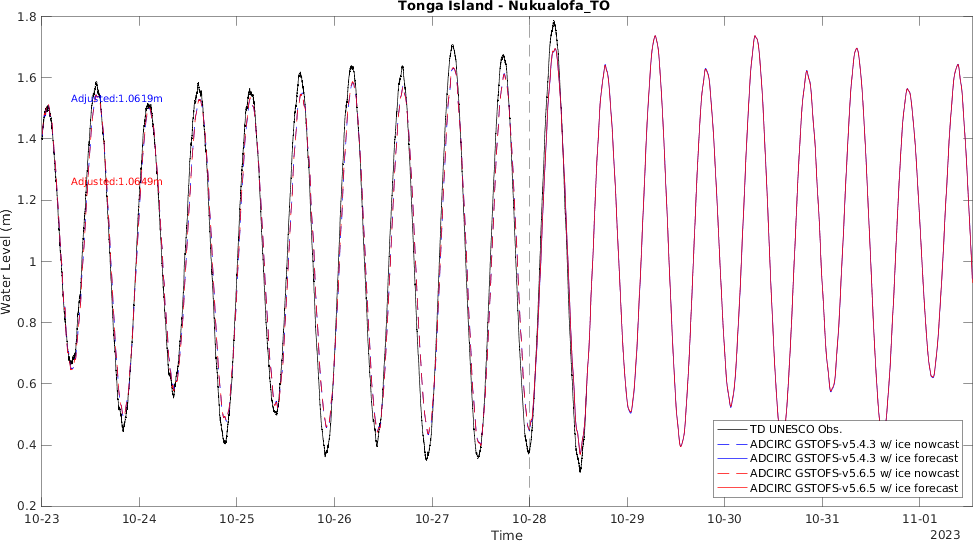 Tonga Island - Nukualofa_TO
1.8
1.6
1.4
1.2
1
0.8
0.6
0.4
0.2
Water Level (m)
Adjusted:1.0619m
Adjusted:1.0649m
TD UNESCO Obs.
ADCIRC GSTOFS-v5.4.3 w/ ice nowcast
ADCIRC GSTOFS-v5.4.3 w/ ice forecast
ADCIRC GSTOFS-v5.6.5 w/ ice nowcast
ADCIRC GSTOFS-v5.6.5 w/ ice forecast
10-23 10-24 10-25 10-26 10-27 10-28 10-29 10-30 10-31 11-01
Time
2023